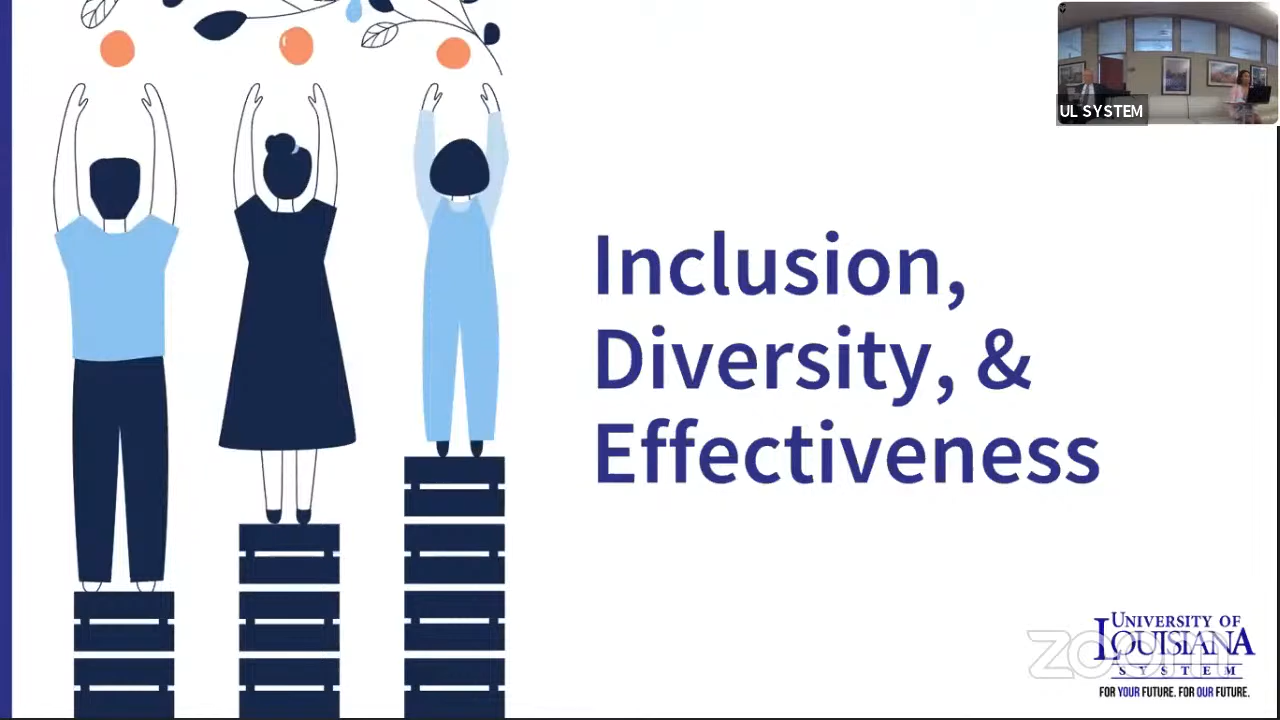 UL SYSTEM
Inclusion,
Diversity, &
Effectiveness
UNIVERSITY OF
LOUISIANA
SYSTEM
zoom
FOR YOUR FUTURE. FOR OUR FUTURE.